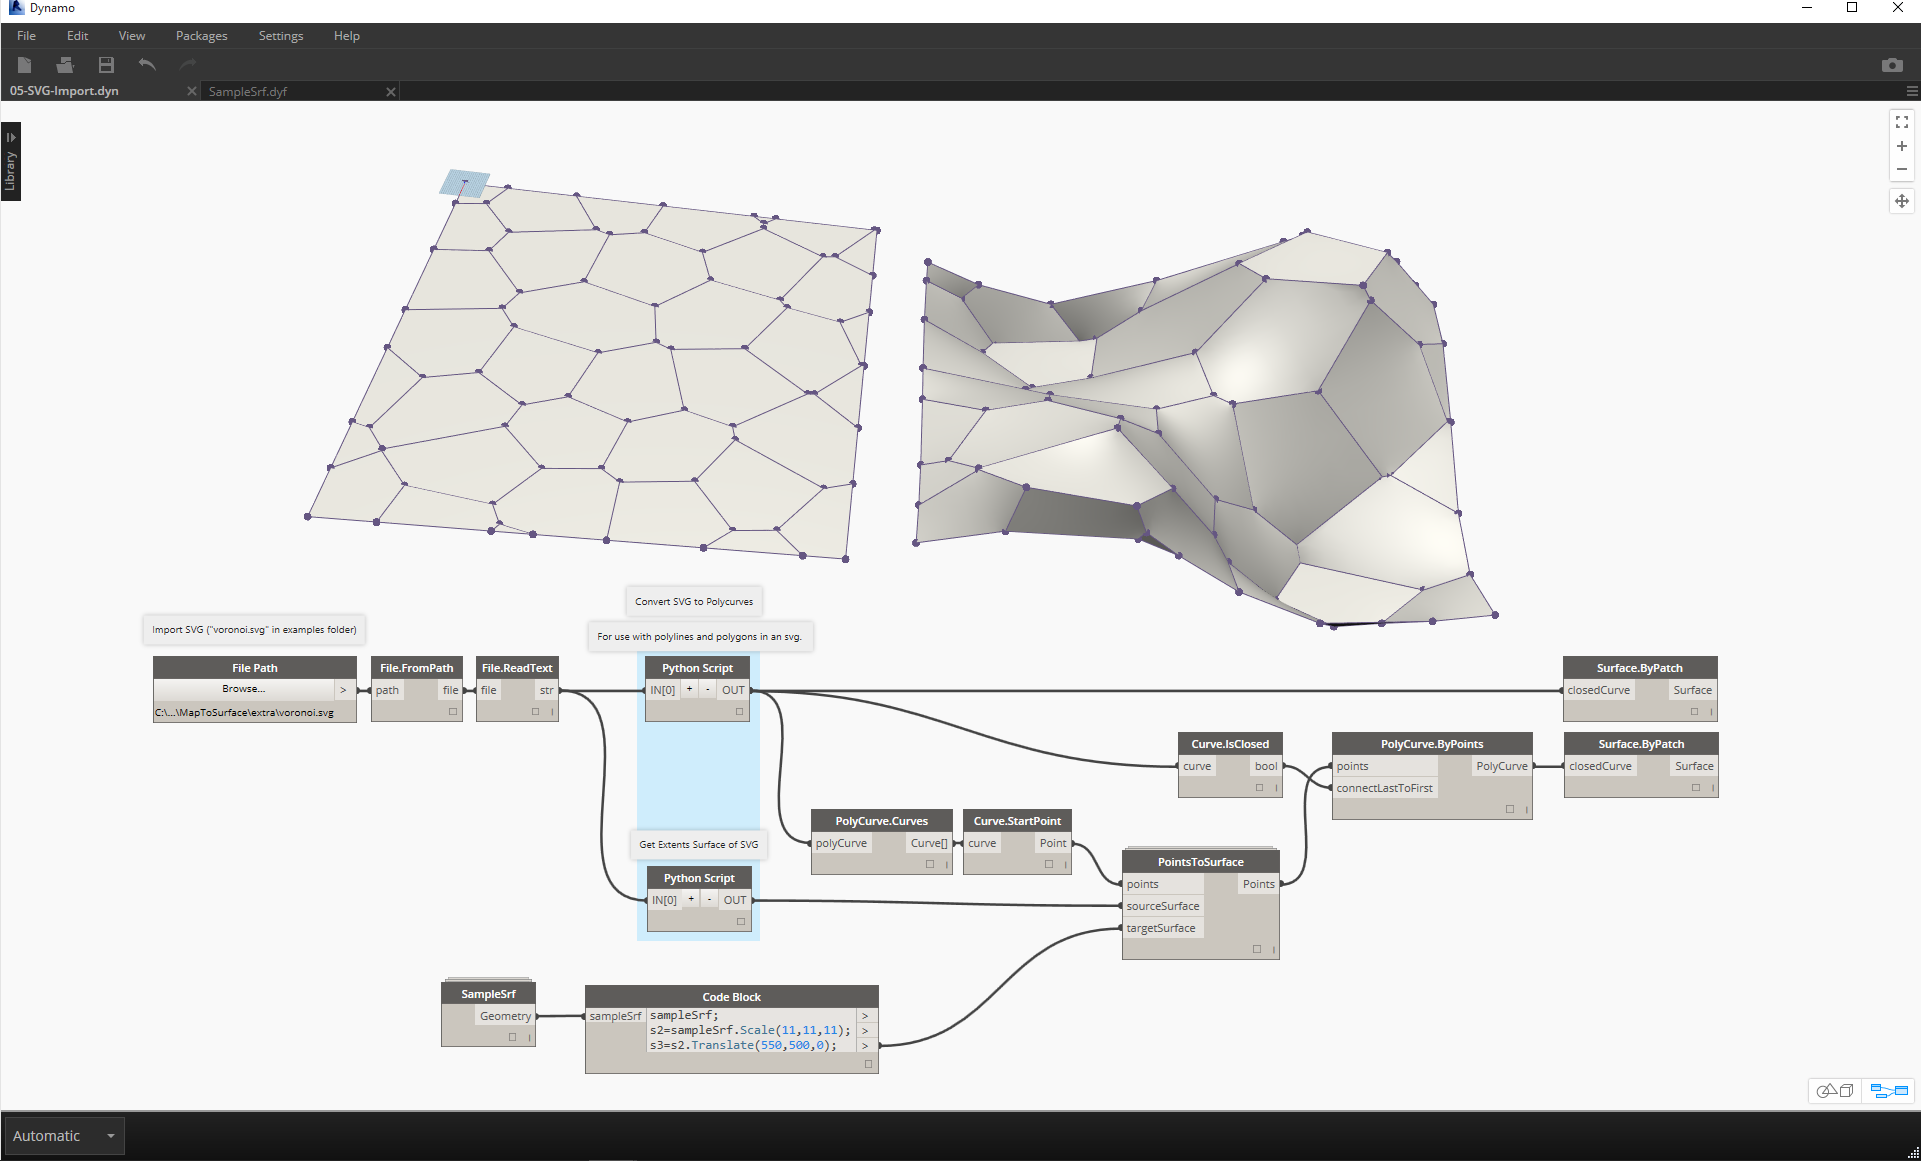 Dynamo
File Edit View Packages Settings Help
05-SVG-Import.dyn SampleSrf.dyf
Library
Convert SVG to Polycurves
Import SVG ("voronoi.svg" in examples folder)
For use with polylines and polygons in an svg.
File Path
Browse... >
C:\...\MapToSurface\extra\voronoi.svg
File.FromPath
path file
File.ReadText
file str
Python Script
IN[0] + - OUT
Surface.ByPatch
closedCurve Surface
Curve.IsClosed
curve bool
PolyCurve.ByPoints
points PolyCurve
connectLastToFirst
Surface.ByPatch
closedCurve Surface
PolyCurve.Curves
polyCurve Curve[]
Curve.StartPoint
curve Point
Get Extents Surface of SVG
Python Script
IN[0] + - OUT
PointsToSurface
points Points
sourceSurface
targetSurface
SampleSrf
Geometry
Code Block
sampleSrf sampleSrf; >
s2=sampleSrf.Scale(11,11,11); >
s3=s2.Translate(550,500,0); >
Automatic